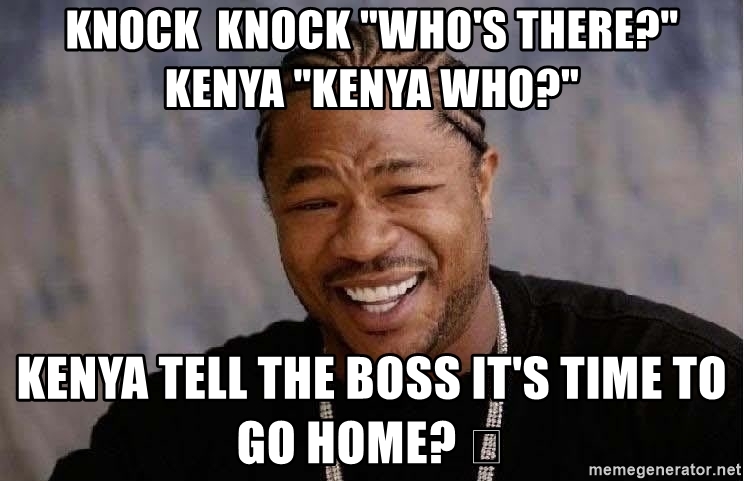 KNOCK KNOCK "WHO'S THERE?"
KENYA "KENYA WHO?"
KENYA TELL THE BOSS IT'S TIME TO
GO HOME?
memegenerator.net